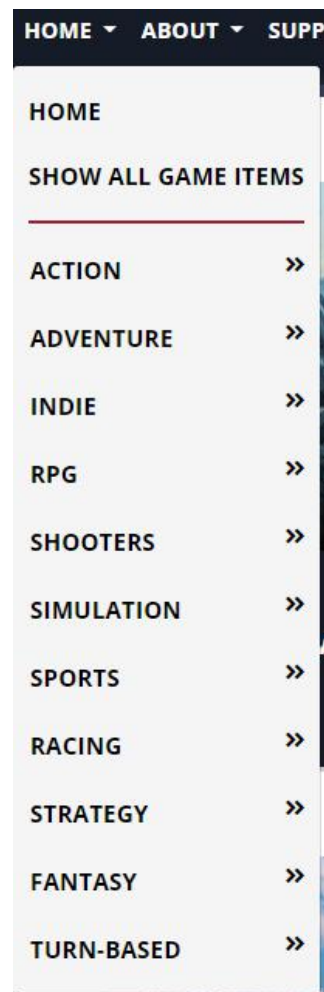 HOME ABOUT SUPP
HOME
SHOW ALL GAME ITEMS
ACTION »
ADVENTURE »
INDIE »
RPG »
SHOOTERS »
SIMULATION »
SPORTS »
RACING »
STRATEGY »
FANTASY »
TURN-BASED »